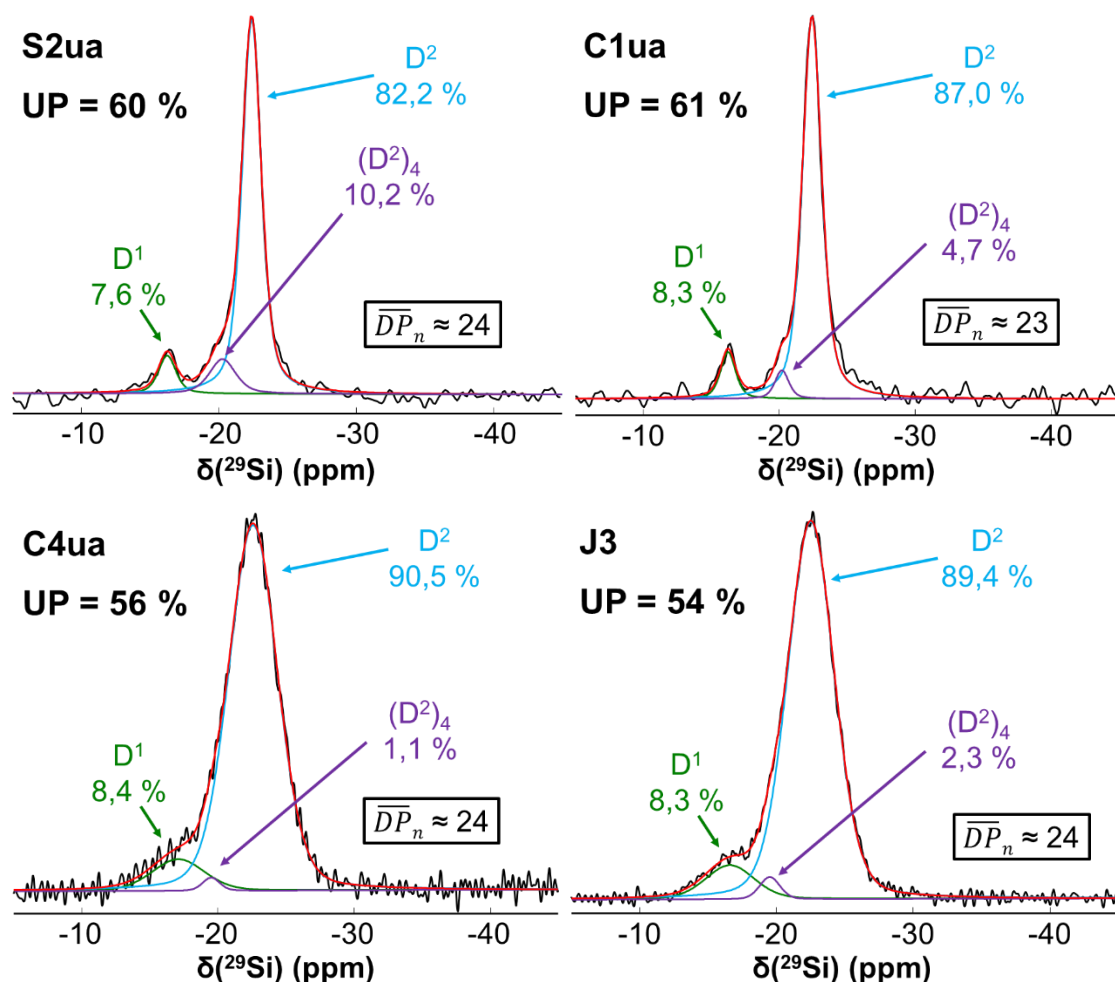 S2ua
UP = 60 %
D²
82,2 %
(D²)₄
10,2 %
D¹
7,6 %
DPₙ ≈ 24
-10 -20 -30 -40
δ(²⁹Si) (ppm)
C1ua
UP = 61 %
D²
87,0 %
(D²)₄
4,7 %
D¹
8,3 %
DPₙ ≈ 23
-10 -20 -30 -40
δ(²⁹Si) (ppm)
C4ua
UP = 56 %
D²
90,5 %
(D²)₄
1,1 %
D¹
8,4 %
DPₙ ≈ 24
-10 -20 -30 -40
δ(²⁹Si) (ppm)
J3
UP = 54 %
D²
89,4 %
(D²)₄
2,3 %
D¹
8,3 %
DPₙ ≈ 24
-10 -20 -30 -40
δ(²⁹Si) (ppm)